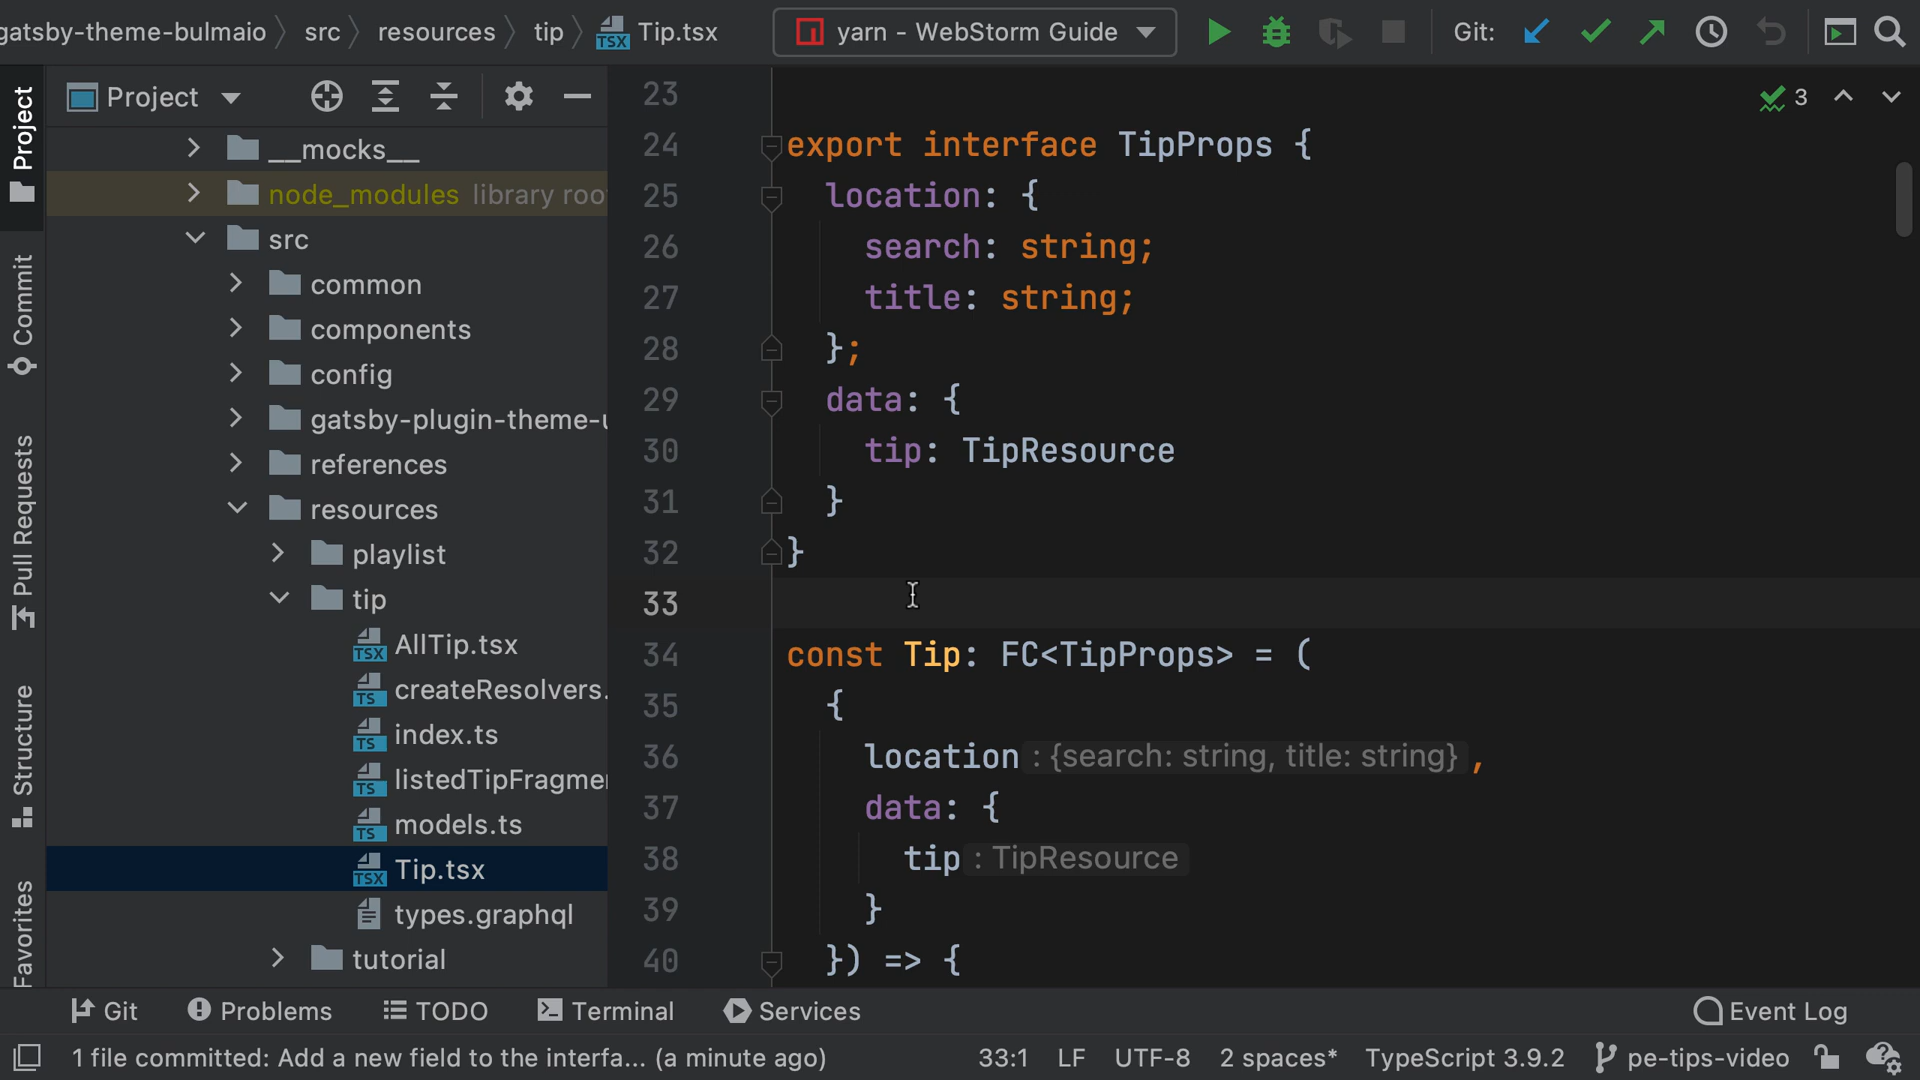 gatsby-theme-bulmaio src resources tip Tip.tsx yarn - WebStorm Guide Git:
Project 3
__mocks__
node_modules library roo
src
common
components
config
gatsby-plugin-theme-
references
resources
playlist
tip
AllTip.tsx
createResolvers.
index.ts
listedTipFragme
models.ts
Tip.tsx
types.graphql
tutorial
Project
Commit
Pull Requests
Structure
Favorites
23
24 export interface TipProps {
25 location: {
26 search: string;
27 title: string;
28 };
29 data: {
30 tip: TipResource
31 }
32 }
33
34 const Tip: FC<TipProps> = (
35 {
36 location : {search: string, title: string} ,
37 data: {
38 tip : TipResource
39 }
40 }) => {
Git Problems TODO Terminal Services Event Log
1 file committed: Add a new field to the interfa... (a minute ago) 33:1 LF UTF-8 2 spaces* TypeScript 3.9.2 pe-tips-video